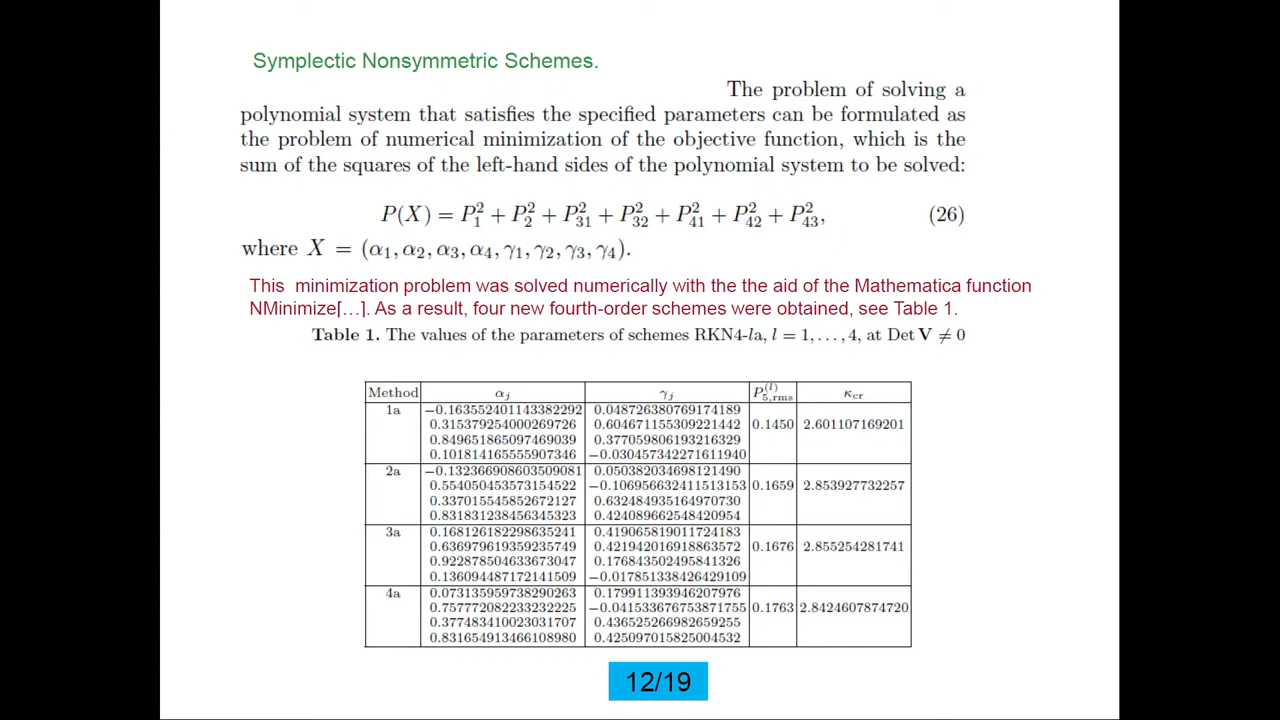 Symplectic Nonsymmetric Schemes.
The problem of solving a
polynomial system that satisfies the specified parameters can be formulated as
the problem of numerical minimization of the objective function, which is the
sum of the squares of the left-hand sides of the polynomial system to be solved:
P(X) = P₁² + P₂² + P₃₁² + P₃₂² + P₄₁² + P₄₂² + P₄₃², (26)
where X = (α₁, α₂, α₃, α₄, γ₁, γ₂, γ₃, γ₄).
This minimization problem was solved numerically with the the aid of the Mathematica function
NMinimize[…]. As a result, four new fourth-order schemes were obtained, see Table 1.
Table 1. The values of the parameters of schemes RKN4-la, l = 1, . . . , 4, at Det V ≠ 0
Method αⱼ γⱼ P₅,rms⁽ˡ⁾ κcr
1a −0.163552401143382292 0.048726380769174189
0.315379254000269726 0.604671155309221442 0.1450 2.601107169201
0.849651865097469039 0.377059806193216329
0.101814165555907346 −0.030457342271611940
2a −0.132366908603509081 0.050382034698121490
0.554050453573154522 −0.106956632411513153 0.1659 2.853927732257
0.337015545852672127 0.632484935164970730
0.831831238456345323 0.424089662548420954
3a 0.168126182298635241 0.419065819011724183
0.636979619359235749 0.421942016918863572 0.1676 2.855254281741
0.922878504633673047 0.176843502495841326
0.136094487172141509 −0.017851338426429109
4a 0.073135959738290263 0.179911393946207976
0.757772082233232225 −0.041533676753871755 0.1763 2.8424607874720
0.377483410023031707 0.436525266982659255
0.831654913466108980 0.425097015825004532
12/19